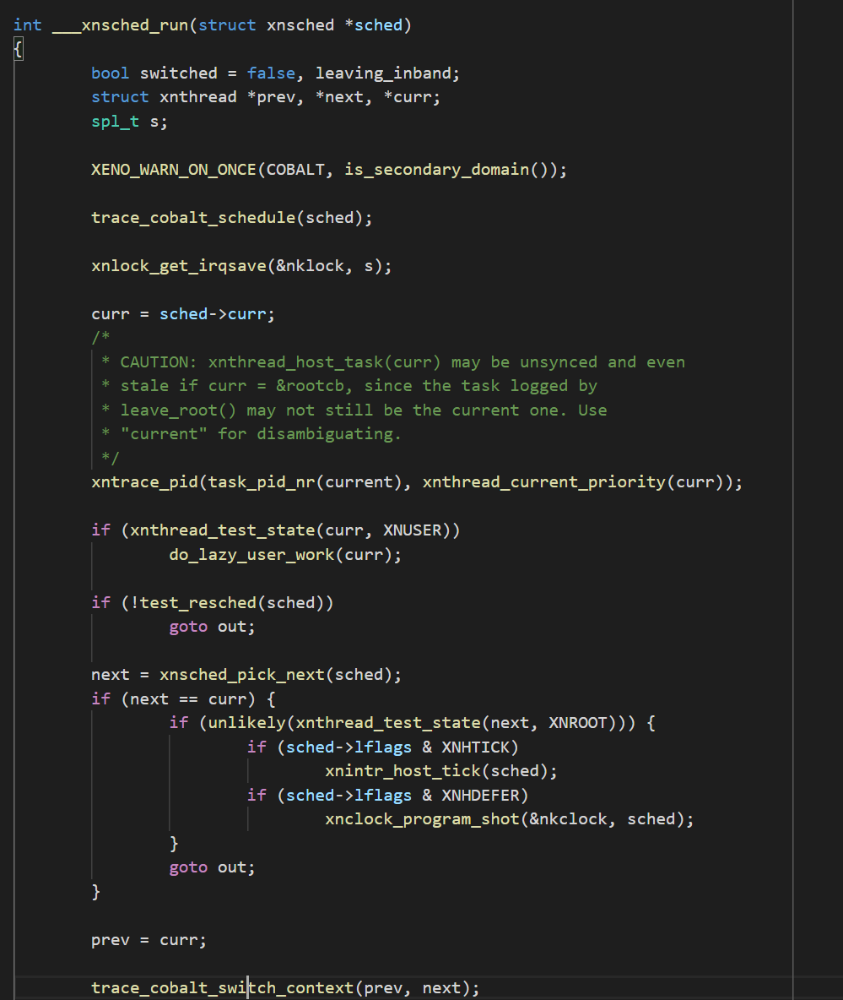 int ___xnsched_run(struct xnsched *sched)
{
bool switched = false, leaving_inband;
struct xnthread *prev, *next, *curr;
spl_t s;
XENO_WARN_ON_ONCE(COBALT, is_secondary_domain());
trace_cobalt_schedule(sched);
xnlock_get_irqsave(&nklock, s);
curr = sched->curr;
/*
* CAUTION: xnthread_host_task(curr) may be unsynced and even
* stale if curr = &rootcb, since the task logged by
* leave_root() may not still be the current one. Use
* "current" for disambiguating.
*/
xntrace_pid(task_pid_nr(current), xnthread_current_priority(curr));
if (xnthread_test_state(curr, XNUSER))
do_lazy_user_work(curr);
if (!test_resched(sched))
goto out;
next = xnsched_pick_next(sched);
if (next == curr) {
if (unlikely(xnthread_test_state(next, XNROOT))) {
if (sched->lflags & XNHTICK)
xnintr_host_tick(sched);
if (sched->lflags & XNHDEFER)
xnclock_program_shot(&nkclock, sched);
}
goto out;
}
prev = curr;
trace_cobalt_switch_context(prev, next);